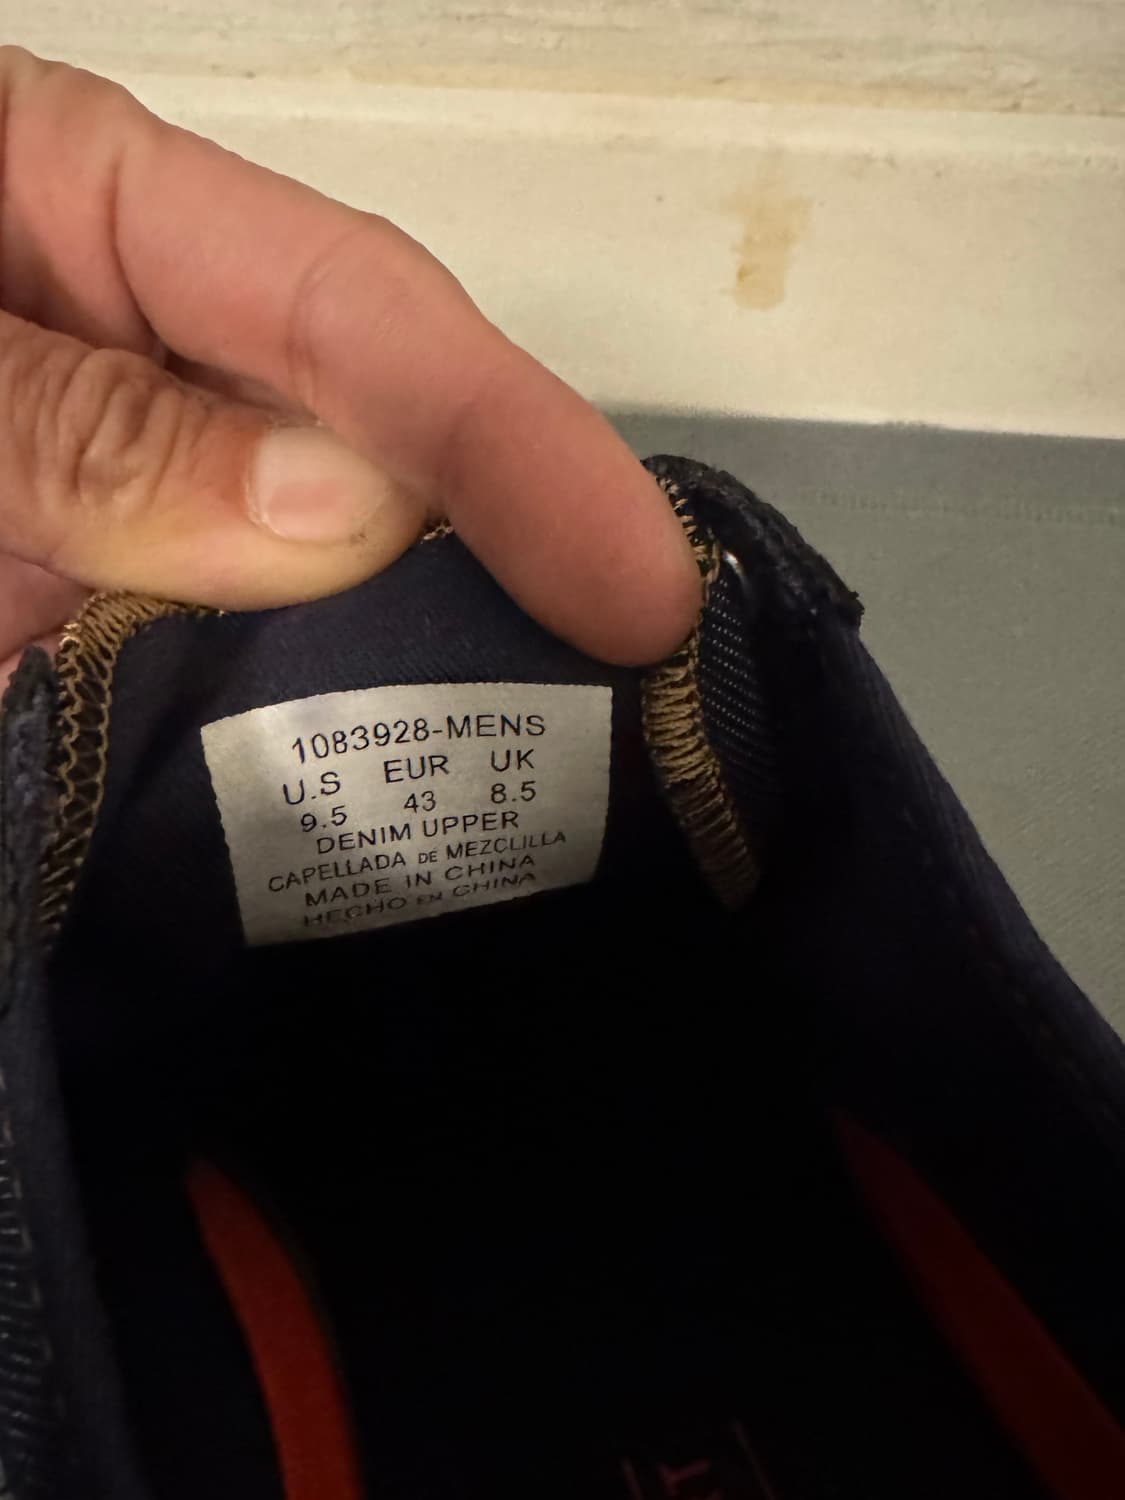 1083928-MENS
U.S EUR UK
9.5 43 8.5
DENIM UPPER
CAPELLADA DE MEZCLILLA
MADE IN CHINA
HECHO EN CHINA